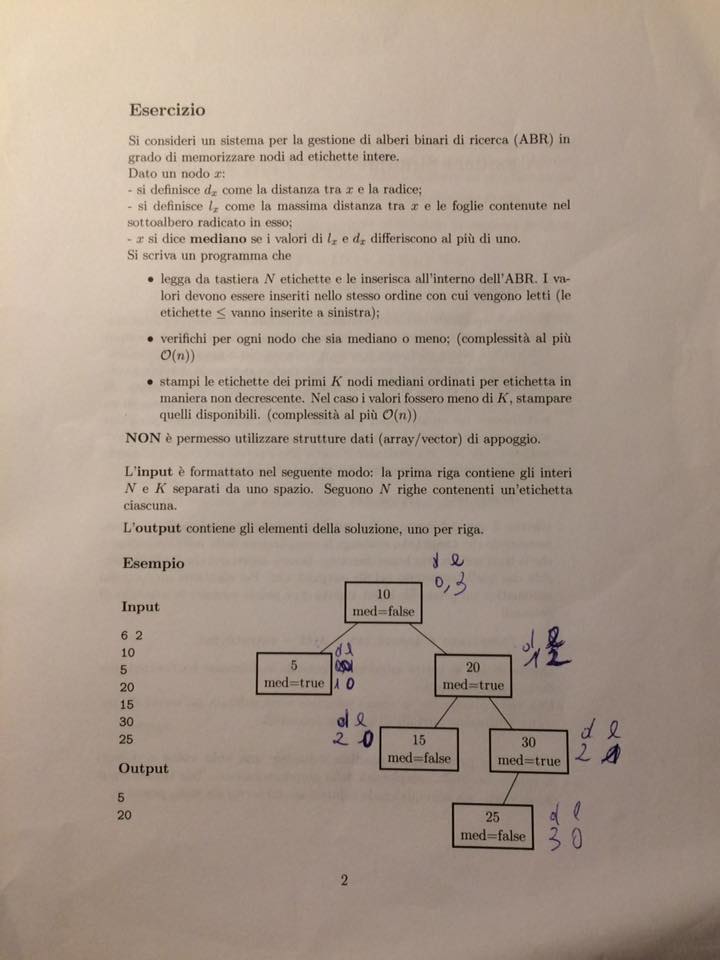 Esercizio
Si consideri un sistema per la gestione di alberi binari di ricerca (ABR) in
grado di memorizzare nodi ad etichette intere.
Dato un nodo x:
- si definisce dₓ come la distanza tra x e la radice;
- si definisce lₓ come la massima distanza tra x e le foglie contenute nel
sottoalbero radicato in esso;
- x si dice mediano se i valori di lₓ e dₓ differiscono al più di uno.
Si scriva un programma che
• legga da tastiera N etichette e le inserisca all'interno dell'ABR. I va-
lori devono essere inseriti nello stesso ordine con cui vengono letti (le
etichette ≤ vanno inserite a sinistra);
• verifichi per ogni nodo che sia mediano o meno; (complessità al più
O(n))
• stampi le etichette dei primi K nodi mediani ordinati per etichetta in
maniera non decrescente. Nel caso i valori fossero meno di K, stampare
quelli disponibili. (complessità al più O(n))
NON è permesso utilizzare strutture dati (array/vector) di appoggio.
L'input è formattato nel seguente modo: la prima riga contiene gli interi
N e K separati da uno spazio. Seguono N righe contenenti un'etichetta
ciascuna.
L'output contiene gli elementi della soluzione, uno per riga.
Esempio
Input
6 2
10
5
20
15
30
25
Output
5
20
d l
0,3
10
med=false
5
med=true
d l
1 0
20
med=true
d l
1 2
15
med=false
d l
2 0
30
med=true
d l
2
25
med=false
d l
3 0
2